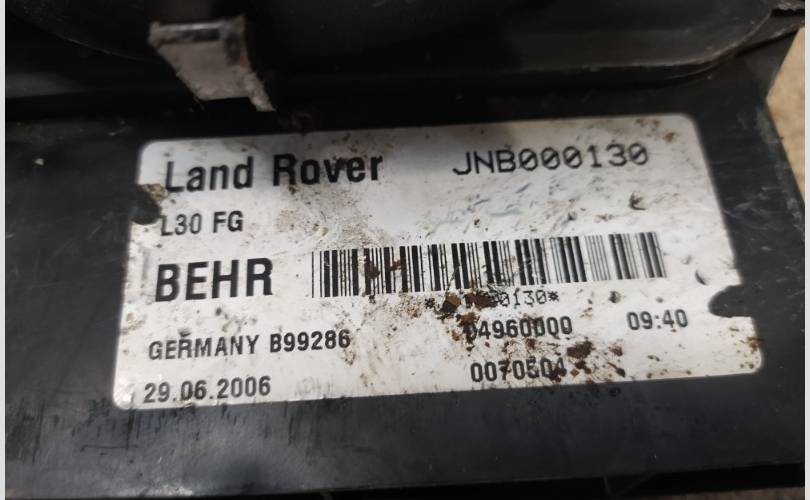 Land Rover JNB000130
L30 FG
BEHR
GERMANY B99286 04960000 09:40
29.06.2006 0070504